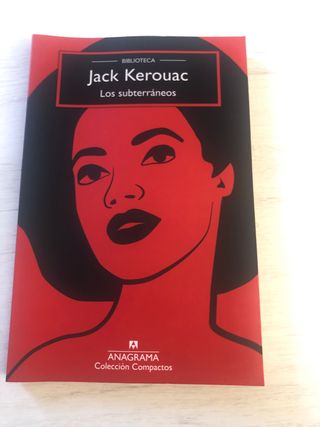 BIBLIOTECA
Jack Kerouac
Los subterráneos
ANAGRAMA
Colección Compactos